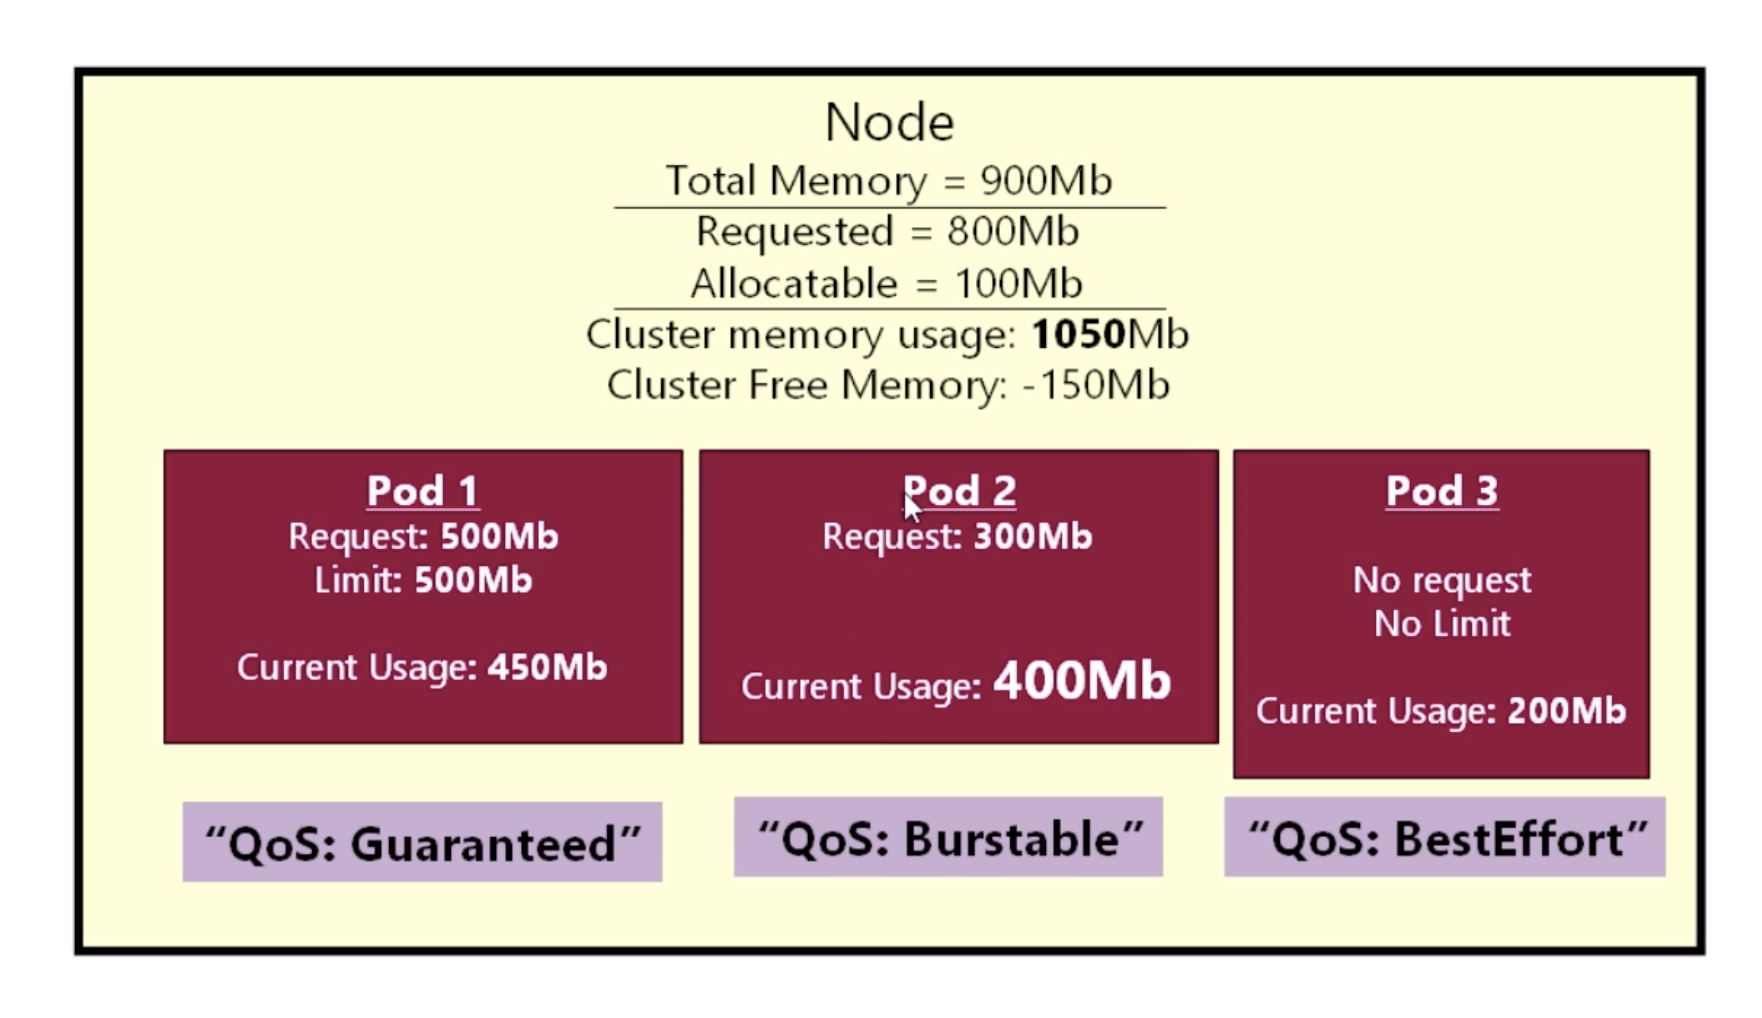 Node
Total Memory = 900Mb
Requested = 800Mb
Allocatable = 100Mb
Cluster memory usage: 1050Mb
Cluster Free Memory: -150Mb
Pod 1
Request: 500Mb
Limit: 500Mb
Current Usage: 450Mb
Pod 2
Request: 300Mb
Current Usage: 400Mb
Pod 3
No request
No Limit
Current Usage: 200Mb
“QoS: Guaranteed”
“QoS: Burstable”
“QoS: BestEffort”